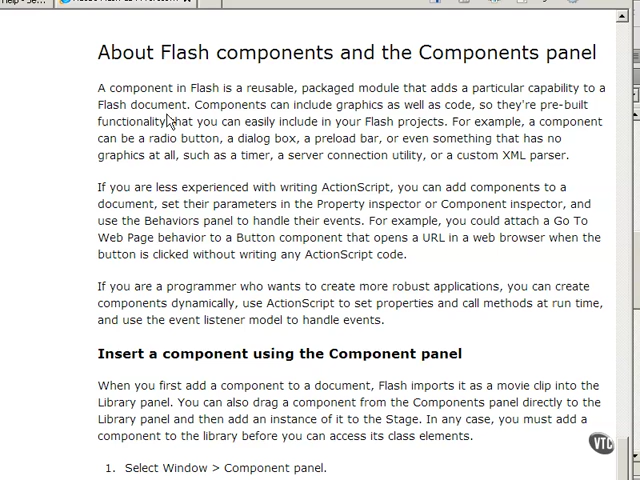 About Flash components and the Components panel
A component in Flash is a reusable, packaged module that adds a particular capability to a
Flash document. Components can include graphics as well as code, so they're pre-built
functionality that you can easily include in your Flash projects. For example, a component
can be a radio button, a dialog box, a preload bar, or even something that has no
graphics at all, such as a timer, a server connection utility, or a custom XML parser.
If you are less experienced with writing ActionScript, you can add components to a
document, set their parameters in the Property inspector or Component inspector, and
use the Behaviors panel to handle their events. For example, you could attach a Go To
Web Page behavior to a Button component that opens a URL in a web browser when the
button is clicked without writing any ActionScript code.
If you are a programmer who wants to create more robust applications, you can create
components dynamically, use ActionScript to set properties and call methods at run time,
and use the event listener model to handle events.
Insert a component using the Component panel
When you first add a component to a document, Flash imports it as a movie clip into the
Library panel. You can also drag a component from the Components panel directly to the
Library panel and then add an instance of it to the Stage. In any case, you must add a
component to the library before you can access its class elements.
VTC
1. Select Window > Component panel.